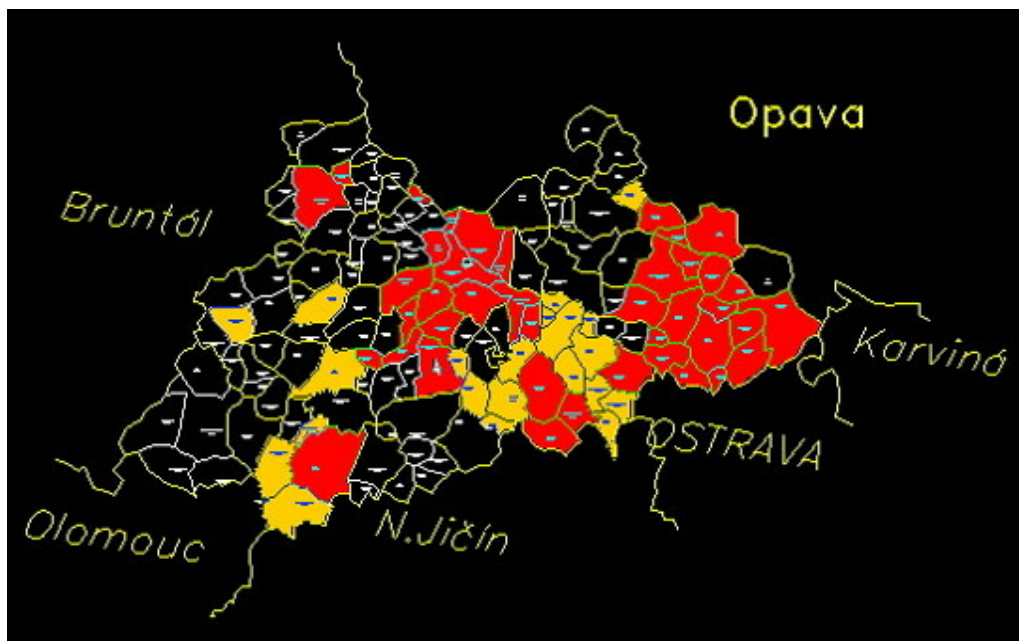 Opava
Bruntál
Karviná
OSTRAVA
N.Jičín
Olomouc